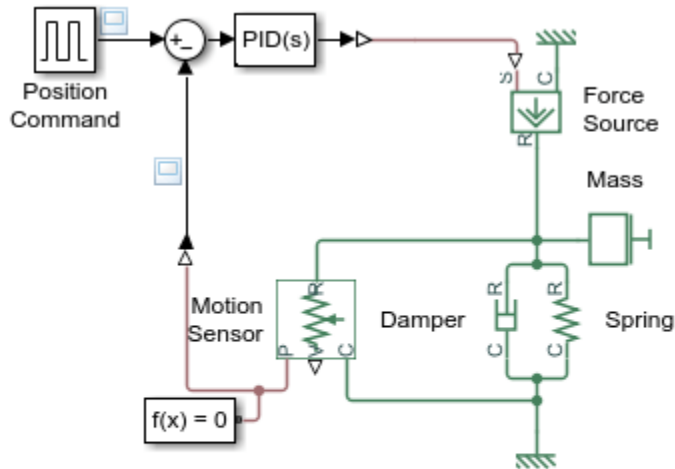 PID(s)
+
−
Position
Command
S
C
Force
Source
R
Mass
R
Motion
Sensor
Damper
R
R
Spring
P
V
C
C
C
f(x) = 0